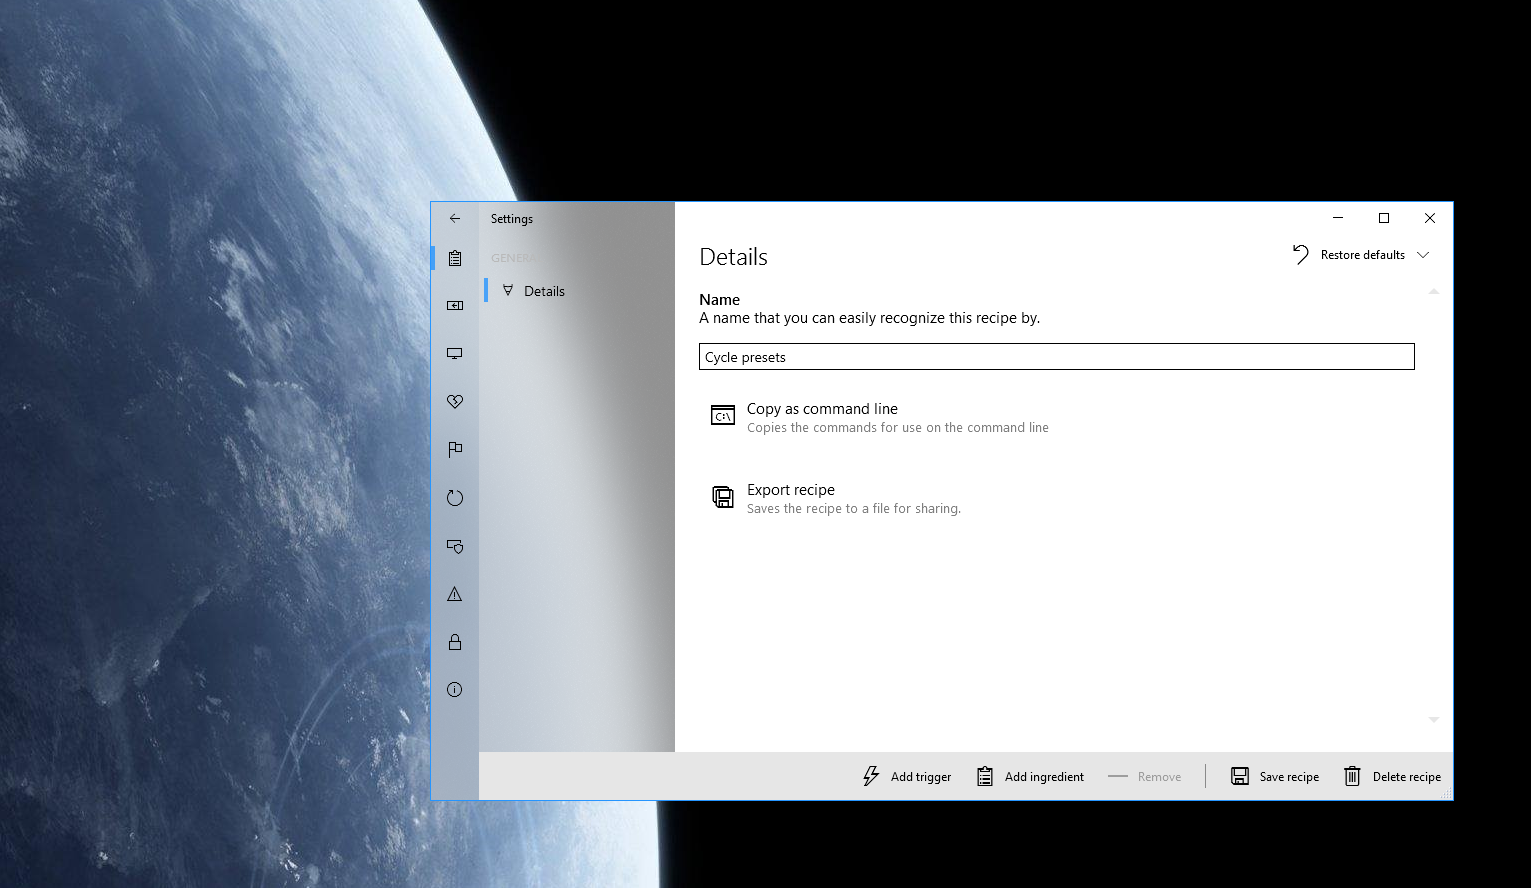 Settings
GENERA
Details
Details
Restore defaults
Name
A name that you can easily recognize this recipe by.
Cycle presets
C:\
Copy as command line
Copies the commands for use on the command line
Export recipe
Saves the recipe to a file for sharing.
Add trigger
Add ingredient
Remove
Save recipe
Delete recipe